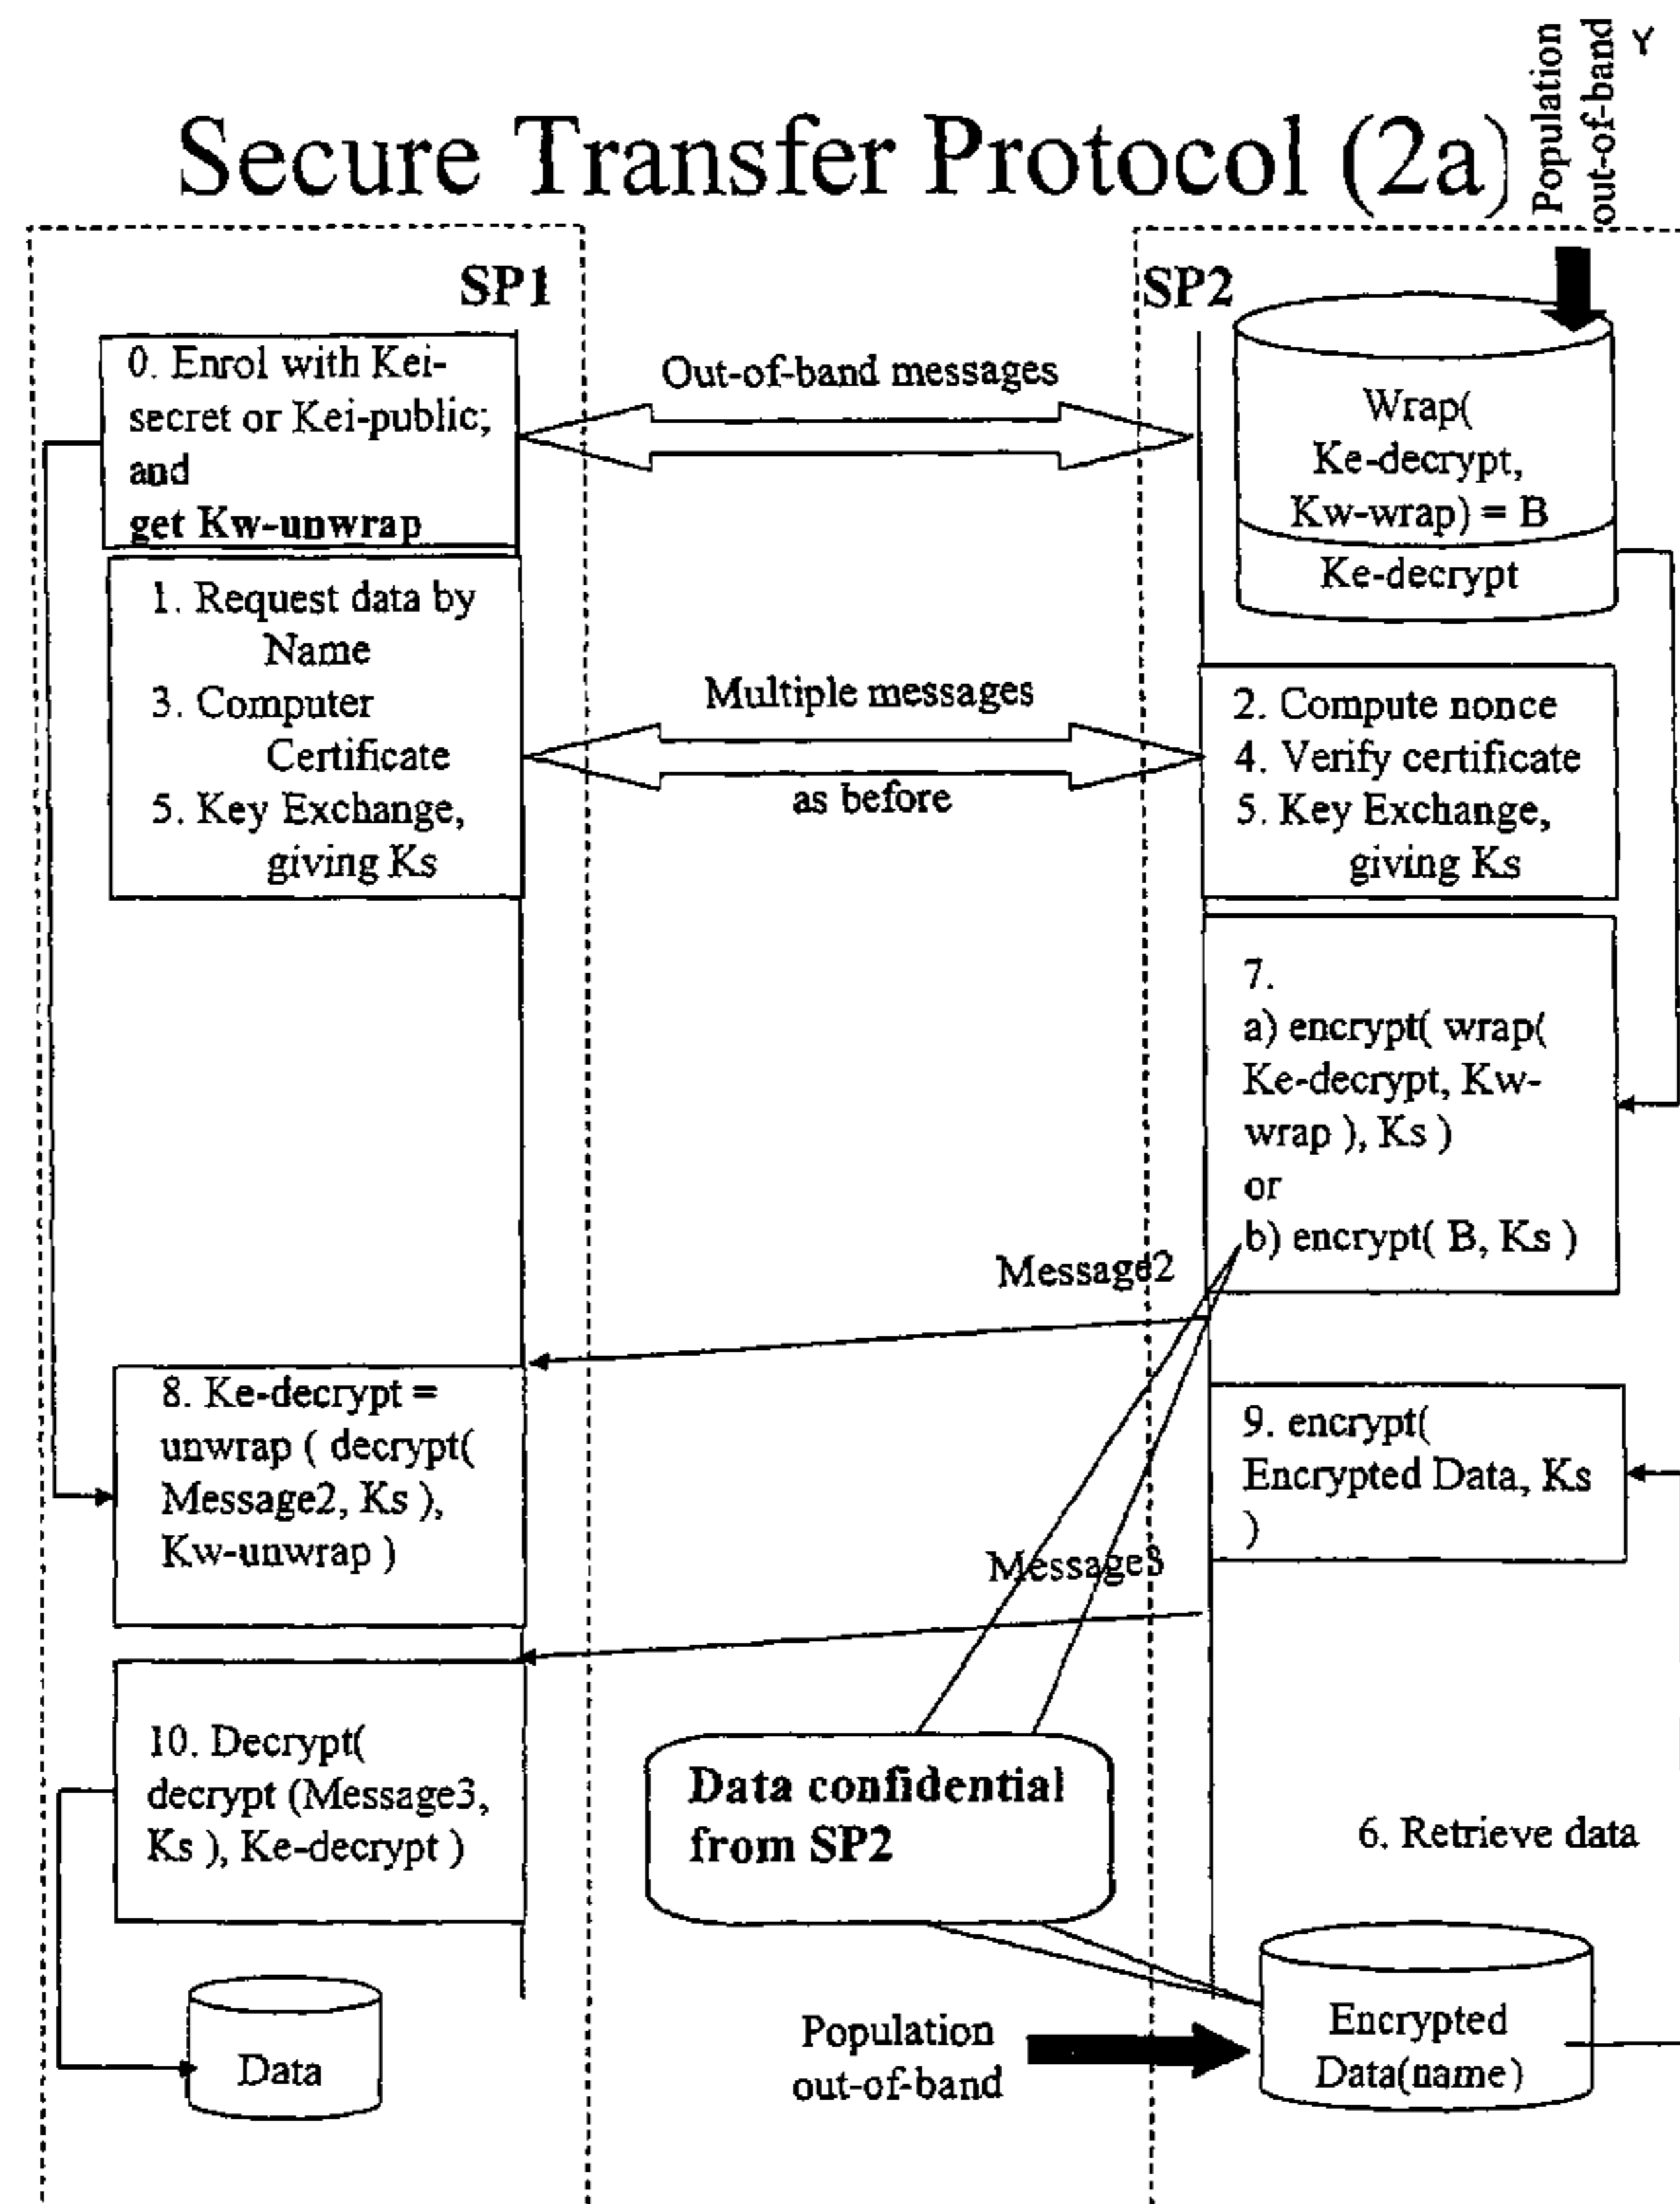 Population
out-of-band
Y
Secure Transfer Protocol (2a)
SP1
SP2
0. Enrol with Kei-
secret or Kei-public;
and
get Kw-unwrap
Out-of-band messages
Wrap(
Ke-decrypt,
Kw-wrap) = B
Ke-decrypt
1. Request data by
Name
3. Computer
Certificate
5. Key Exchange,
giving Ks
Multiple messages
as before
2. Compute nonce
4. Verify certificate
5. Key Exchange,
giving Ks
7.
a) encrypt( wrap(
Ke-decrypt, Kw-
wrap ), Ks )
or
b) encrypt( B, Ks )
Message2
8. Ke-decrypt =
unwrap ( decrypt(
Message2, Ks ),
Kw-unwrap )
9. encrypt(
Encrypted Data, Ks
)
Message3
10. Decrypt(
decrypt (Message3,
Ks ), Ke-decrypt )
Data confidential
from SP2
6. Retrieve data
Data
Population
out-of-band
Encrypted
Data(name)